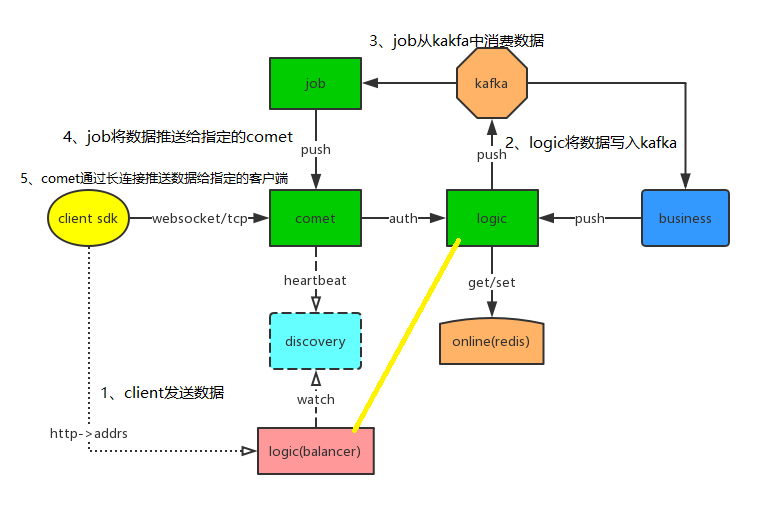 3、job从kakfa中消费数据
job
kafka
4、job将数据推送给指定的comet
push
2、logic将数据写入kafka
push
5、comet通过长连接推送数据给指定的客户端
client sdk
websocket/tcp
comet
auth
logic
push
business
heartbeat
get/set
discovery
online(redis)
1、client发送数据
watch
http->addrs
logic(balancer)